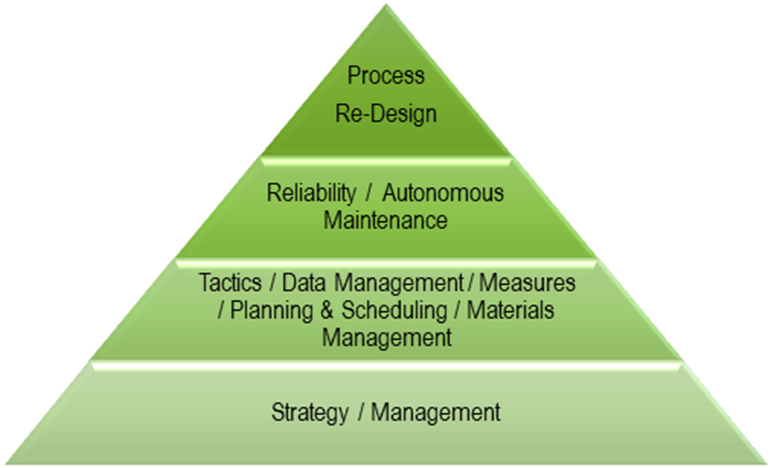 Process
Re-Design
Reliability / Autonomous
Maintenance
Tactics / Data Management / Measures
/ Planning & Scheduling / Materials
Management
Strategy / Management